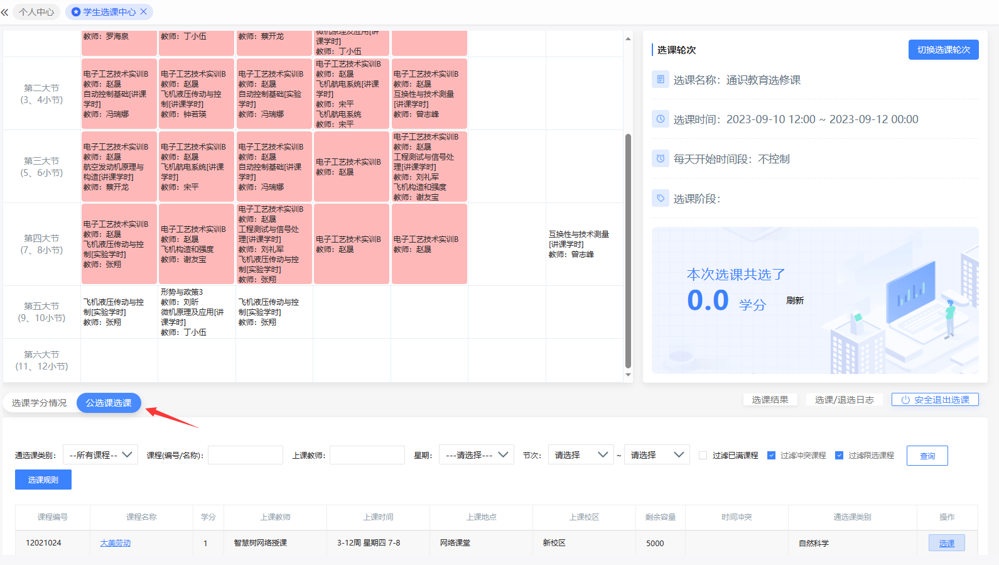 个人中心
学生选课中心
教师：罗海泉
教师：丁小伍
教师：蔡开龙
微机原理及应用[讲
课学时]
教师：丁小伍
第二大节
(3、4小节)
电子工艺技术实训B
教师：赵晟
自动控制基础[讲课
学时]
教师：冯瑞娜
电子工艺技术实训B
教师：赵晟
飞机液压传动与控
制[讲课学时]
教师：钟若瑛
电子工艺技术实训B
教师：赵晟
自动控制基础[实验
学时]
教师：冯瑞娜
电子工艺技术实训B
教师：赵晟
飞机航电系统[讲课
学时]
教师：宋平
飞机航电系统
教师：宋平
电子工艺技术实训B
教师：赵晟
互换性与技术测量
[讲课学时]
教师：曾志峰
第三大节
(5、6小节)
电子工艺技术实训B
教师：赵晟
航空发动机原理与
构造[讲课学时]
教师：蔡开龙
电子工艺技术实训B
教师：赵晟
飞机航电系统[讲课
学时]
教师：宋平
电子工艺技术实训B
教师：赵晟
自动控制基础[讲课
学时]
教师：冯瑞娜
电子工艺技术实训B
教师：赵晟
电子工艺技术实训B
教师：赵晟
工程测试与信号处
理[讲课学时]
教师：刘礼军
飞机构造和强度
教师：谢友宝
第四大节
(7、8小节)
电子工艺技术实训B
教师：赵晟
飞机液压传动与控
制[实验学时]
教师：张翔
电子工艺技术实训B
教师：赵晟
飞机构造和强度
教师：谢友宝
电子工艺技术实训B
教师：赵晟
工程测试与信号处
理[讲课学时]
教师：刘礼军
飞机液压传动与控
制[实验学时]
教师：张翔
电子工艺技术实训B
教师：赵晟
电子工艺技术实训B
教师：赵晟
互换性与技术测量
[讲课学时]
教师：曾志峰
第五大节
(9、10小节)
飞机液压传动与控
制[实验学时]
教师：张翔
形势与政策3
教师：刘昕
微机原理及应用[讲
课学时]
教师：丁小伍
飞机液压传动与控
制[实验学时]
教师：张翔
第六大节
(11、12小节)
选课轮次
切换选课轮次
选课名称：通识教育选修课
选课时间：2023-09-10 12:00 ~ 2023-09-12 00:00
每天开始时间段：不控制
选课阶段：
本次选课共选了
0.0 学分 刷新
选课学分情况 公选课选课
选课结果 选课/退选日志 安全退出选课
通选课类别： --所有课程-- 课程(编号/名称)： 上课教师： 星期： ---请选择--- 节次： 请选择 ~ 请选择 过滤已满课程 过滤冲突课程 过滤限选课程 查询
选课规则
课程编号 课程名称 学分 上课教师 上课时间 上课地点 上课校区 剩余容量 时间冲突 通选课类别 操作
12021024 大美劳动 1 智慧树网络授课 3-12周 星期四 7-8 网络课堂 新校区 5000 自然科学 选课